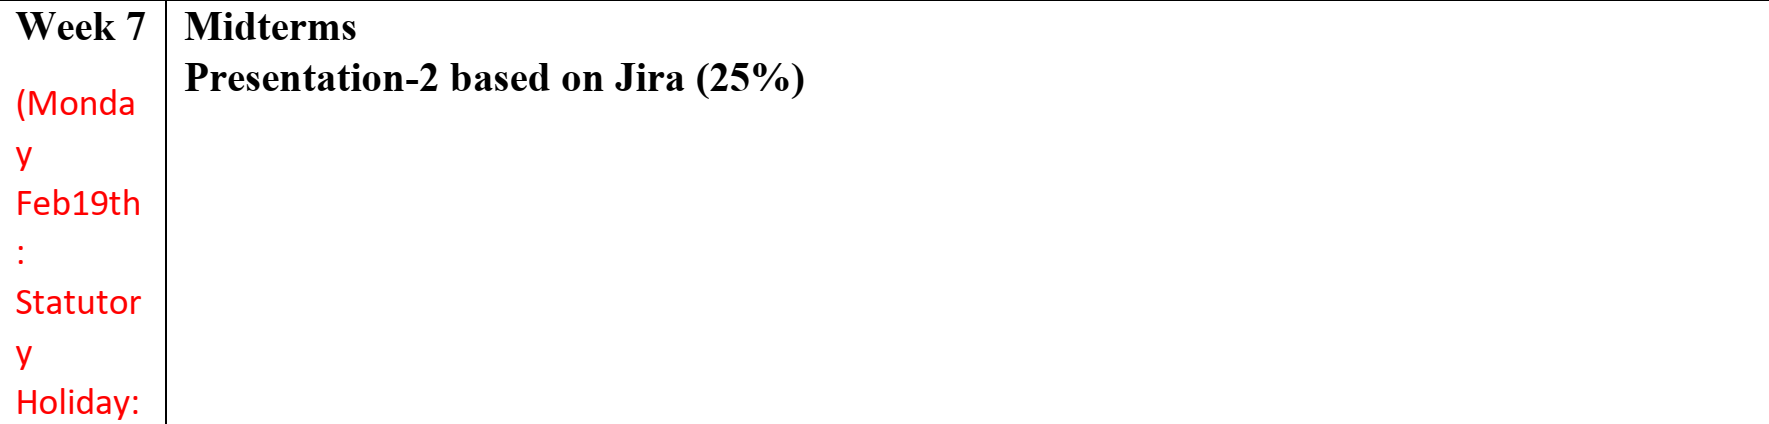 Week 7
(Monda
y
Feb19th
:
Statutor
y
Holiday:
Midterms
Presentation-2 based on Jira (25%)